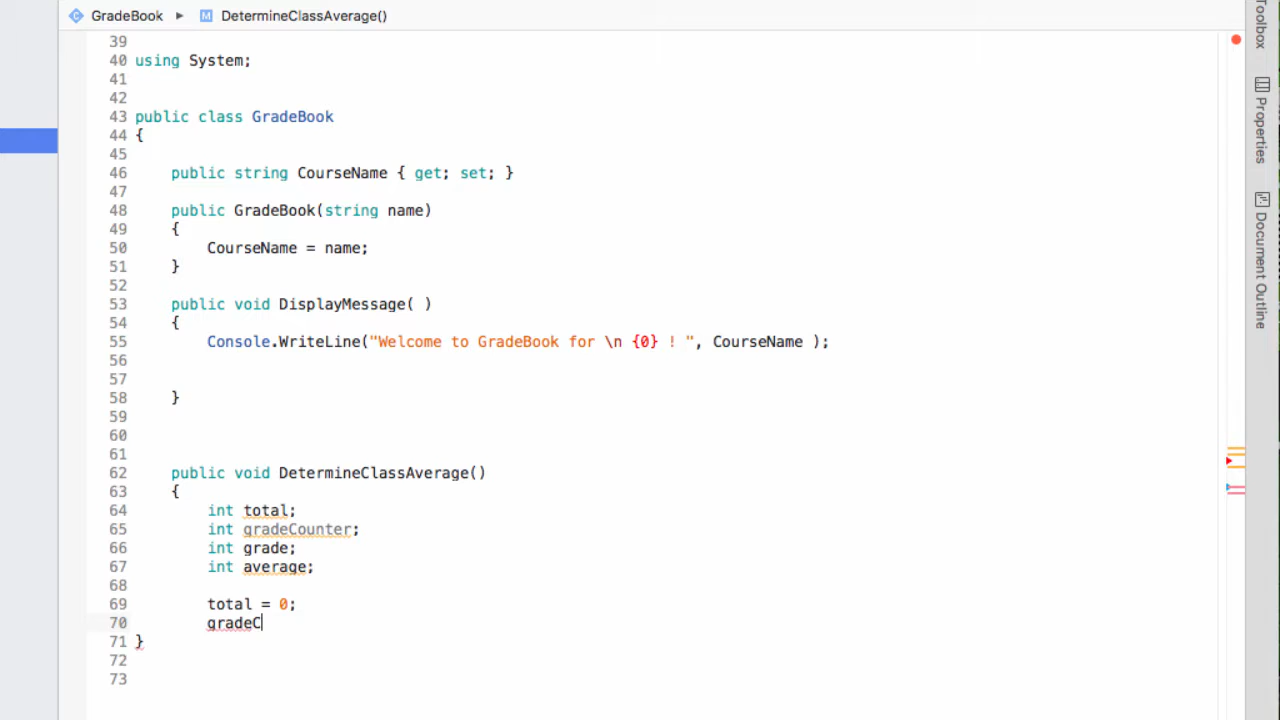 GradeBook ▶ M DetermineClassAverage()
39
40 using System;
41
42
43 public class GradeBook
44 {
45
46     public string CourseName { get; set; }
47
48     public GradeBook(string name)
49     {
50         CourseName = name;
51     }
52
53     public void DisplayMessage( )
54     {
55         Console.WriteLine("Welcome to GradeBook for \n {0} ! ", CourseName );
56
57
58     }
59
60
61
62     public void DetermineClassAverage()
63     {
64         int total;
65         int gradeCounter;
66         int grade;
67         int average;
68
69         total = 0;
70         gradeC
71 }
72
73
Toolbox
Properties
Document Outline